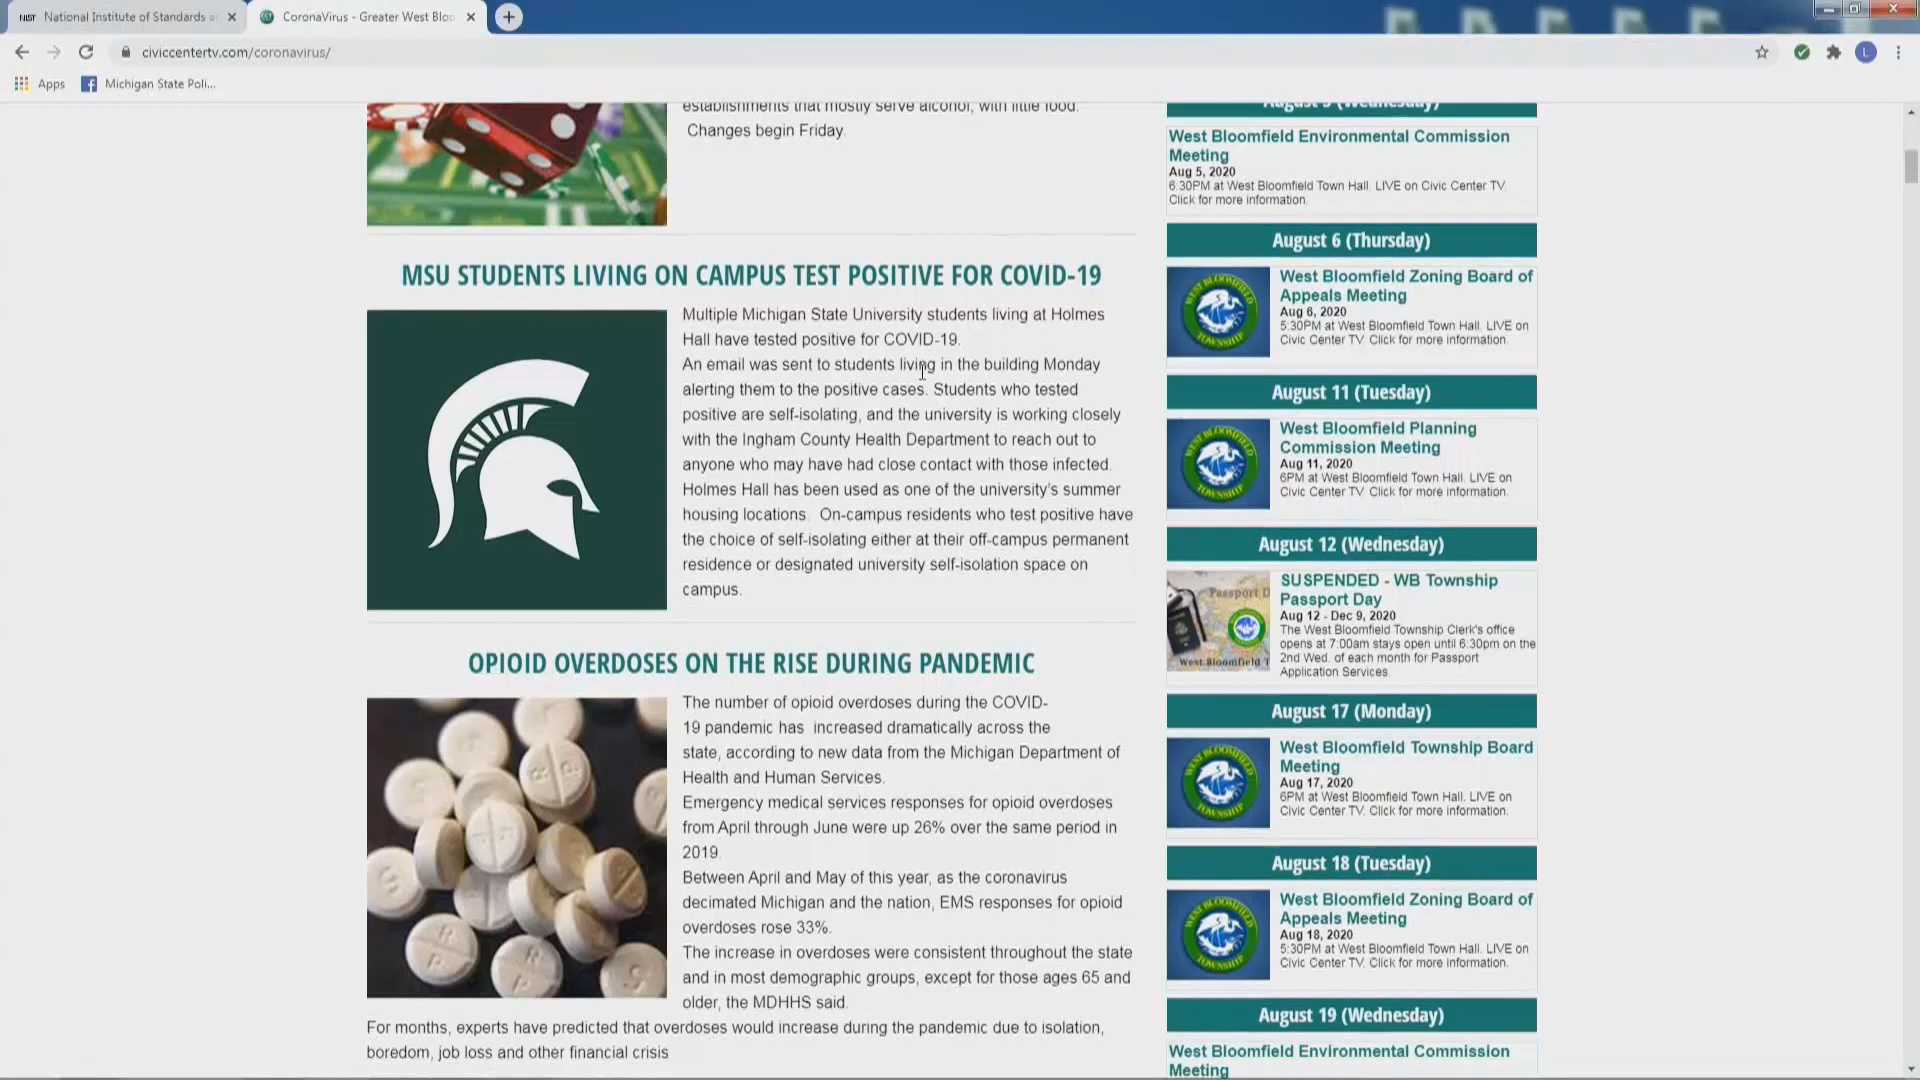 National Institute of Standards a
CoronaVirus - Greater West Bloo
civiccentertv.com/coronavirus/
L
Apps
Michigan State Poli...
establishments that mostly serve alcohol, with little food.
Changes begin Friday.
MSU STUDENTS LIVING ON CAMPUS TEST POSITIVE FOR COVID-19
Multiple Michigan State University students living at Holmes
Hall have tested positive for COVID-19.
An email was sent to students living in the building Monday
alerting them to the positive cases. Students who tested
positive are self-isolating, and the university is working closely
with the Ingham County Health Department to reach out to
anyone who may have had close contact with those infected.
Holmes Hall has been used as one of the university's summer
housing locations.  On-campus residents who test positive have
the choice of self-isolating either at their off-campus permanent
residence or designated university self-isolation space on
campus.
OPIOID OVERDOSES ON THE RISE DURING PANDEMIC
The number of opioid overdoses during the COVID-
19 pandemic has  increased dramatically across the
state, according to new data from the Michigan Department of
Health and Human Services.
Emergency medical services responses for opioid overdoses
from April through June were up 26% over the same period in
2019.
Between April and May of this year, as the coronavirus
decimated Michigan and the nation, EMS responses for opioid
overdoses rose 33%.
The increase in overdoses were consistent throughout the state
and in most demographic groups, except for those ages 65 and
older, the MDHHS said.
For months, experts have predicted that overdoses would increase during the pandemic due to isolation,
boredom, job loss and other financial crisis
August 5 (Wednesday)
West Bloomfield Environmental Commission
Meeting
Aug 5, 2020
6:30PM at West Bloomfield Town Hall. LIVE on Civic Center TV.
Click for more information.
August 6 (Thursday)
WEST BLOOMFIELD
TOWNSHIP
West Bloomfield Zoning Board of
Appeals Meeting
Aug 6, 2020
5:30PM at West Bloomfield Town Hall. LIVE on
Civic Center TV. Click for more information.
August 11 (Tuesday)
WEST BLOOMFIELD
TOWNSHIP
West Bloomfield Planning
Commission Meeting
Aug 11, 2020
6PM at West Bloomfield Town Hall. LIVE on
Civic Center TV. Click for more information.
August 12 (Wednesday)
Passport D
West Bloomfield T
SUSPENDED - WB Township
Passport Day
Aug 12 - Dec 9, 2020
The West Bloomfield Township Clerk's office
opens at 7:00am stays open until 6:30pm on the
2nd Wed. of each month for Passport
Application Services.
August 17 (Monday)
WEST BLOOMFIELD
TOWNSHIP
West Bloomfield Township Board
Meeting
Aug 17, 2020
6PM at West Bloomfield Town Hall. LIVE on
Civic Center TV. Click for more information.
August 18 (Tuesday)
WEST BLOOMFIELD
TOWNSHIP
West Bloomfield Zoning Board of
Appeals Meeting
Aug 18, 2020
5:30PM at West Bloomfield Town Hall. LIVE on
Civic Center TV. Click for more information.
August 19 (Wednesday)
West Bloomfield Environmental Commission
Meeting